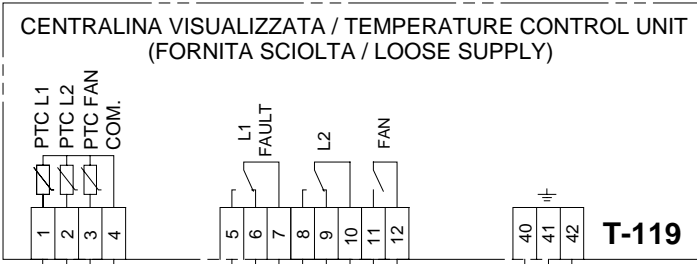 CENTRALINA VISUALIZZATA / TEMPERATURE CONTROL UNIT
(FORNITA SCIOLTA / LOOSE SUPPLY)
PTC L1
PTC L2
PTC FAN
COM.
L1
FAULT
L2
FAN
1 2 3 4 5 6 7 8 9 10 11 12 40 41 42 T-119